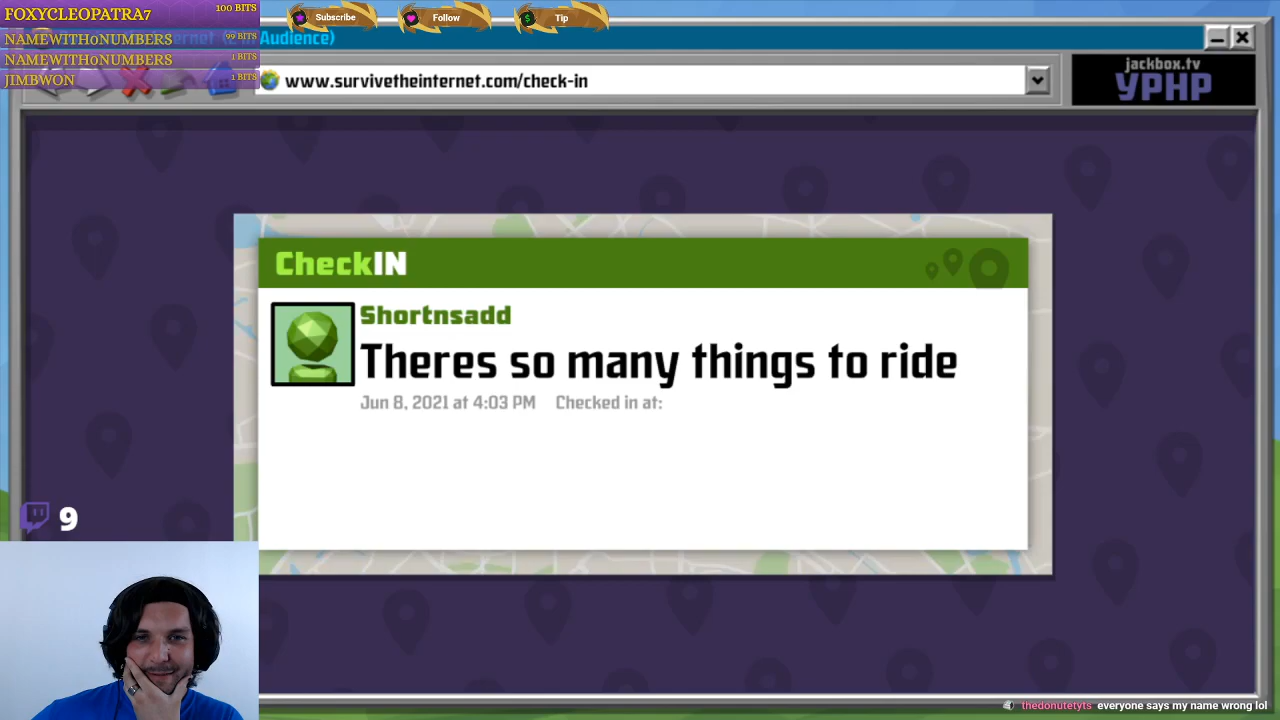 FOXYCLEOPATRA7 100 BITS
NAMEWITH0NUMBERS 99 BITS
NAMEWITH0NUMBERS 1 BITS
JIMBWON 1 BITS
Subscribe
Follow
Tip
Audience)
www.survivetheinternet.com/check-in
jackbox.tv
YPHP
CheckIN
Shortnsadd
Theres so many things to ride
Jun 8, 2021 at 4:03 PM Checked in at:
9
thedonutetyts everyone says my name wrong lol